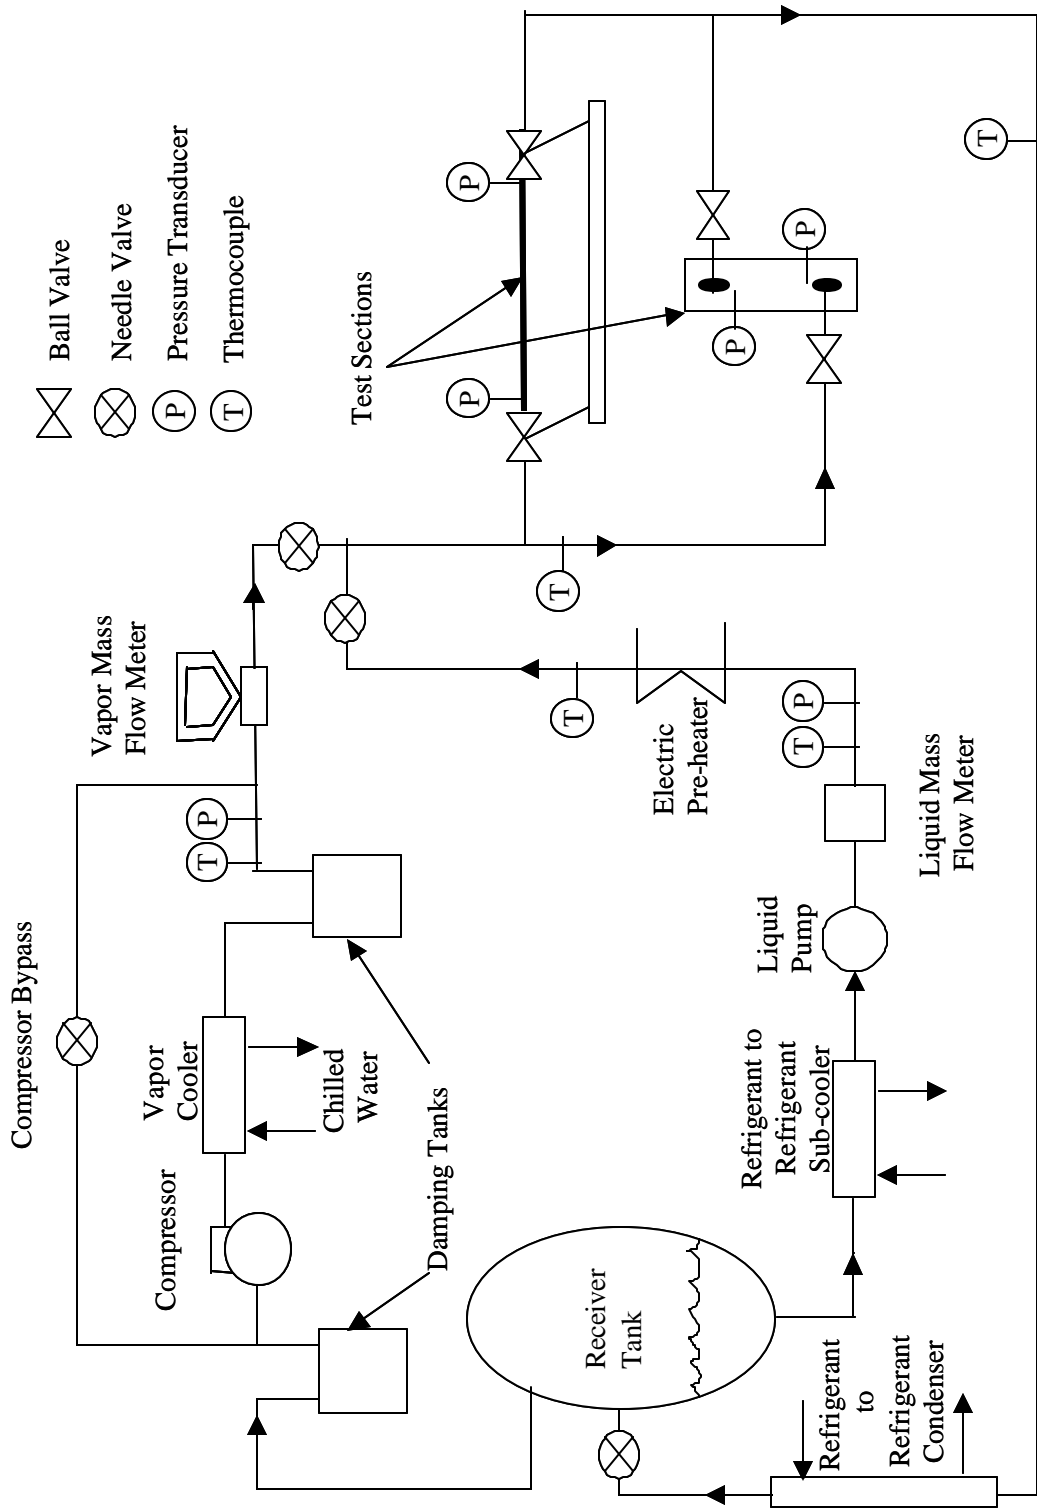 Compressor Bypass
Ball Valve
Needle Valve
P
Pressure Transducer
T
Thermocouple
Compressor
Vapor
Cooler
Chilled
Water
T
P
Vapor Mass
Flow Meter
Damping Tanks
Test Sections
P
P
Receiver
Tank
T
T
Electric
Pre-heater
P
P
Refrigerant to
Refrigerant
Sub-cooler
Liquid
Pump
T
P
Liquid Mass
Flow Meter
Refrigerant
to
Refrigerant
Condenser
T